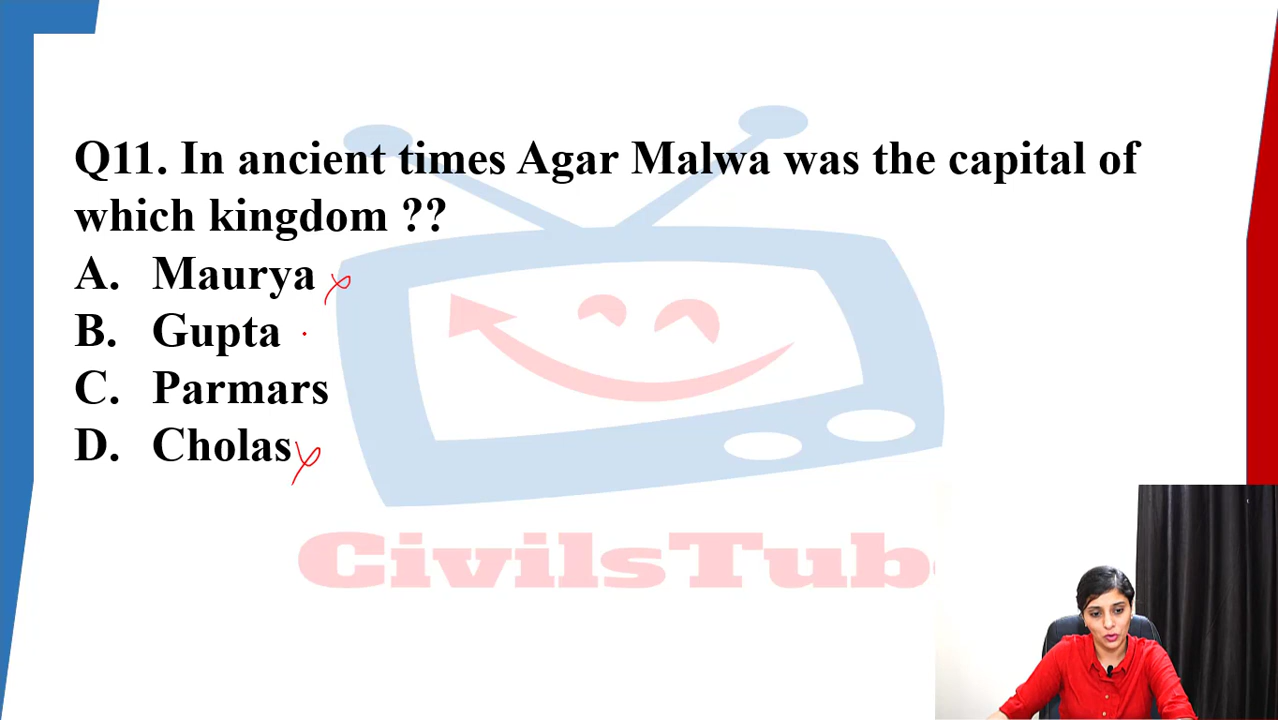 Q11. In ancient times Agar Malwa was the capital of
which kingdom ??
A. Maurya
B. Gupta
C. Parmars
D. Cholas
CivilsTub